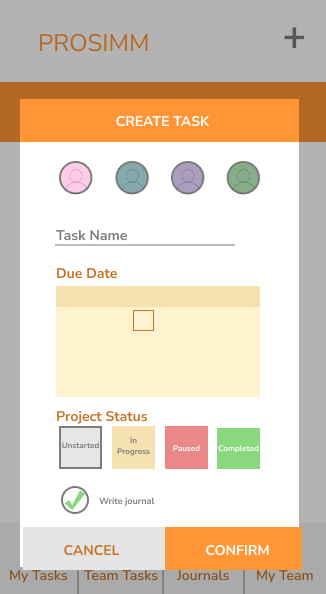 PROSIMM
+
CREATE TASK
Task Name
Due Date
Project Status
Unstarted
In
Progress
Paused
Completed
Write journal
CANCEL
CONFIRM
My Tasks
Team Tasks
Journals
My Team